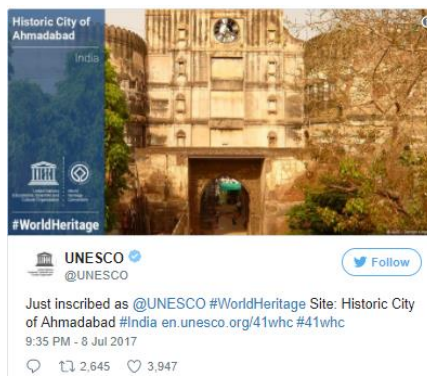 Historic City of
Ahmadabad
India
#WorldHeritage
UNESCO
@UNESCO
Follow
Just inscribed as @UNESCO #WorldHeritage Site: Historic City
of Ahmadabad #India en.unesco.org/41whc #41whc
9:35 PM - 8 Jul 2017
2,645
3,947